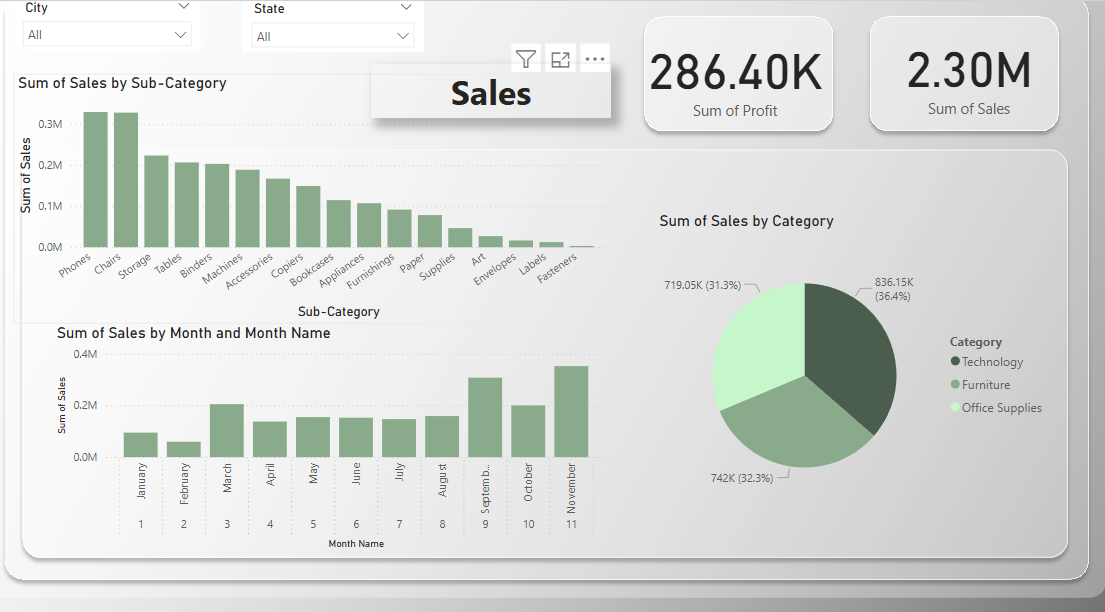 City
State
All
All
Sales
286.40K
Sum of Profit
2.30M
Sum of Sales
Sum of Sales by Sub-Category
Sum of Sales
0.3M
0.2M
0.1M
0.0M
Phones
Chairs
Storage
Tables
Binders
Machines
Accessories
Copiers
Bookcases
Appliances
Furnishings
Paper
Supplies
Art
Envelopes
Labels
Fasteners
Sub-Category
Sum of Sales by Month and Month Name
Sum of Sales
0.4M
0.2M
0.0M
January
February
March
April
May
June
July
August
Septemb...
October
November
1 2 3 4 5 6 7 8 9 10 11
Month Name
Sum of Sales by Category
719.05K (31.3%)
836.15K
(36.4%)
742K (32.3%)
Category
Technology
Furniture
Office Supplies